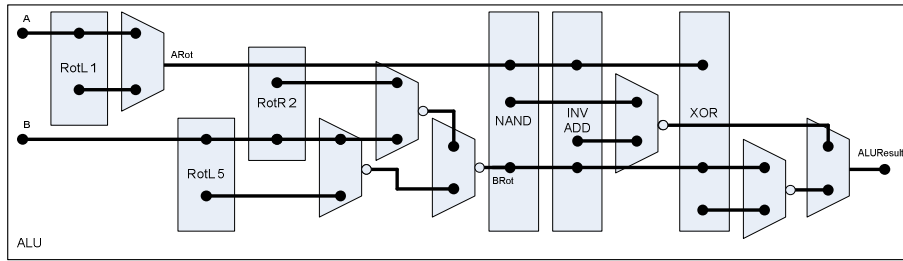 A
RotL 1
ARot
RotR 2
B
RotL 5
BRot
NAND
INV
ADD
XOR
ALUResult
ALU